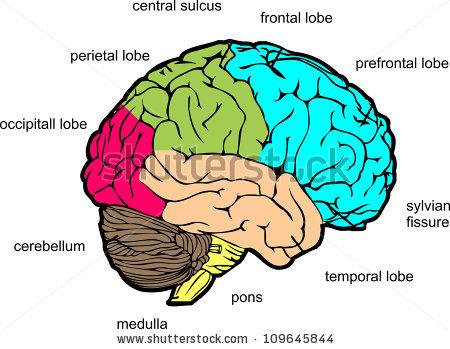 central sulcus
frontal lobe
perietal lobe
prefrontal lobe
occipitall lobe
shutterstock
sylvian
fissure
cerebellum
temporal lobe
pons
medulla
www.shutterstock.com · 109645844